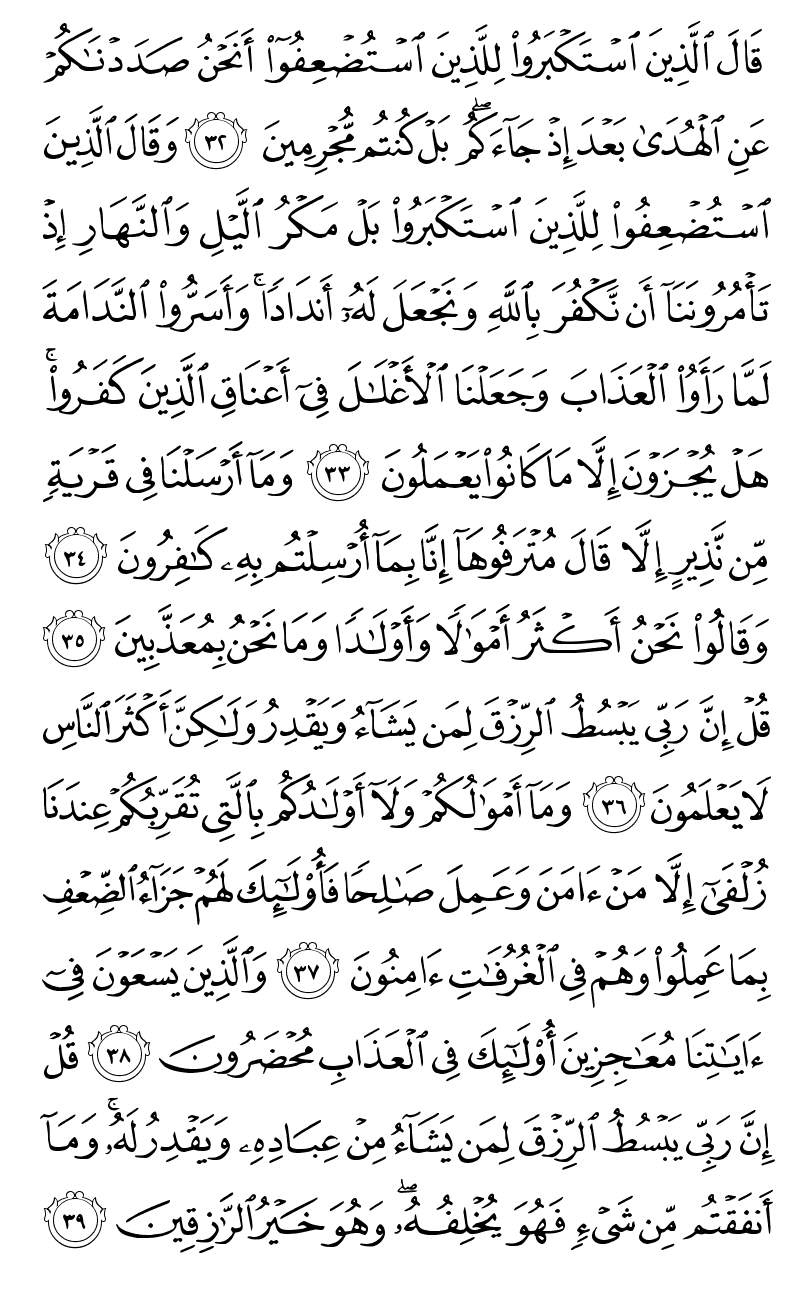 قَالَ ٱلَّذِينَ ٱسۡتَكۡبَرُواْ لِلَّذِينَ ٱسۡتُضۡعِفُوٓاْ أَنَحۡنُ صَدَدۡنَٰكُمۡ
عَنِ ٱلۡهُدَىٰ بَعۡدَ إِذۡ جَآءَكُمۖ بَلۡ كُنتُم مُّجۡرِمِينَ ٣٢ وَقَالَ ٱلَّذِينَ
ٱسۡتُضۡعِفُواْ لِلَّذِينَ ٱسۡتَكۡبَرُواْ بَلۡ مَكۡرُ ٱلَّيۡلِ وَٱلنَّهَارِ إِذۡ
تَأۡمُرُونَنَآ أَن نَّكۡفُرَ بِٱللَّهِ وَنَجۡعَلَ لَهُۥٓ أَندَادٗاۚ وَأَسَرُّواْ ٱلنَّدَامَةَ
لَمَّا رَأَوُاْ ٱلۡعَذَابَ وَجَعَلۡنَا ٱلۡأَغۡلَٰلَ فِيٓ أَعۡنَاقِ ٱلَّذِينَ كَفَرُواْۚ
هَلۡ يُجۡزَوۡنَ إِلَّا مَا كَانُواْ يَعۡمَلُونَ ٣٣ وَمَآ أَرۡسَلۡنَا فِي قَرۡيَةٖ
مِّن نَّذِيرٍ إِلَّا قَالَ مُتۡرَفُوهَآ إِنَّا بِمَآ أُرۡسِلۡتُم بِهِۦ كَٰفِرُونَ ٣٤
وَقَالُواْ نَحۡنُ أَكۡثَرُ أَمۡوَٰلٗا وَأَوۡلَٰدٗا وَمَا نَحۡنُ بِمُعَذَّبِينَ ٣٥
قُلۡ إِنَّ رَبِّي يَبۡسُطُ ٱلرِّزۡقَ لِمَن يَشَآءُ وَيَقۡدِرُ وَلَٰكِنَّ أَكۡثَرَ ٱلنَّاسِ
لَا يَعۡلَمُونَ ٣٦ وَمَآ أَمۡوَٰلُكُمۡ وَلَآ أَوۡلَٰدُكُم بِٱلَّتِي تُقَرِّبُكُمۡ عِندَنَا
زُلۡفَىٰٓ إِلَّا مَنۡ ءَامَنَ وَعَمِلَ صَٰلِحٗا فَأُوْلَٰٓئِكَ لَهُمۡ جَزَآءُ ٱلضِّعۡفِ
بِمَا عَمِلُواْ وَهُمۡ فِي ٱلۡغُرُفَٰتِ ءَامِنُونَ ٣٧ وَٱلَّذِينَ يَسۡعَوۡنَ فِيٓ
ءَايَٰتِنَا مُعَٰجِزِينَ أُوْلَٰٓئِكَ فِي ٱلۡعَذَابِ مُحۡضَرُونَ ٣٨ قُلۡ
إِنَّ رَبِّي يَبۡسُطُ ٱلرِّزۡقَ لِمَن يَشَآءُ مِنۡ عِبَادِهِۦ وَيَقۡدِرُ لَهُۥۚ وَمَآ
أَنفَقۡتُم مِّن شَيۡءٖ فَهُوَ يُخۡلِفُهُۥۖ وَهُوَ خَيۡرُ ٱلرَّٰزِقِينَ ٣٩